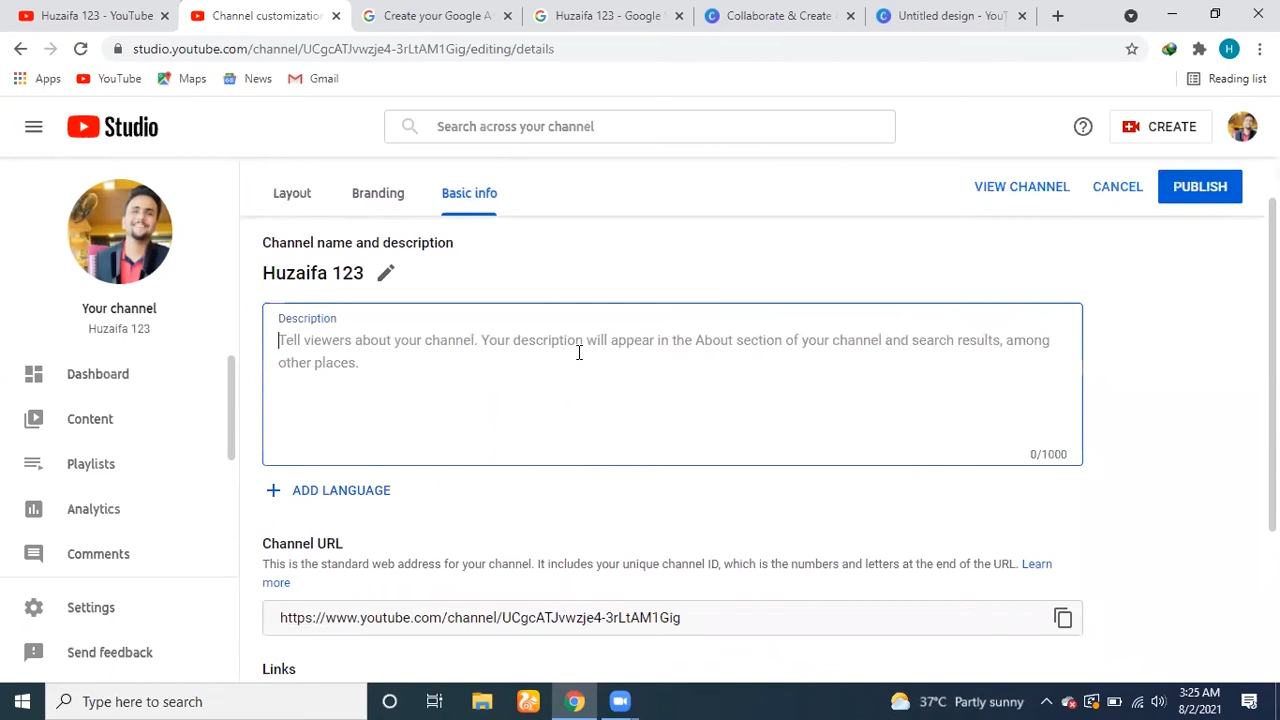 Huzaifa 123 - YouTube
Channel customizatio
Create your Google A
Huzaifa 123 - Google
Collaborate & Create
Untitled design - You
studio.youtube.com/channel/UCgcATJvwzje4-3rLtAM1Gig/editing/details
H
Apps
YouTube
Maps
News
Gmail
Reading list
Studio
Search across your channel
CREATE
Layout
Branding
Basic info
VIEW CHANNEL
CANCEL
PUBLISH
Channel name and description
Huzaifa 123
Your channel
Huzaifa 123
Description
Tell viewers about your channel. Your description will appear in the About section of your channel and search results, among
other places.
0/1000
Dashboard
Content
Playlists
Analytics
Comments
Settings
Send feedback
ADD LANGUAGE
Channel URL
This is the standard web address for your channel. It includes your unique channel ID, which is the numbers and letters at the end of the URL. Learn
more
https://www.youtube.com/channel/UCgcATJvwzje4-3rLtAM1Gig
Links
Type here to search
37°C Partly sunny
3:25 AM
8/2/2021